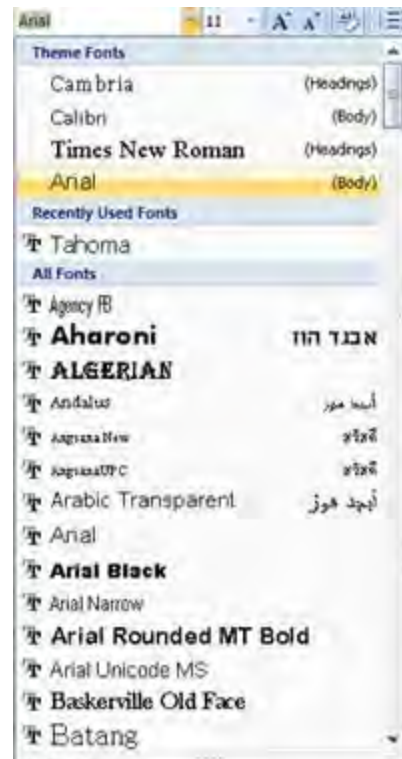 Arial 11 A A
Theme Fonts
Cambria (Headings)
Calibri (Body)
Times New Roman (Headings)
Arial (Body)
Recently Used Fonts
Tahoma
All Fonts
Agency FB
Aharoni אבגד הוז
ALGERIAN
Andalus أبجد هوز
Angsana New
AngsanaUPC
Arabic Transparent أبجد هوز
Arial
Arial Black
Arial Narrow
Arial Rounded MT Bold
Arial Unicode MS
Baskerville Old Face
Batang